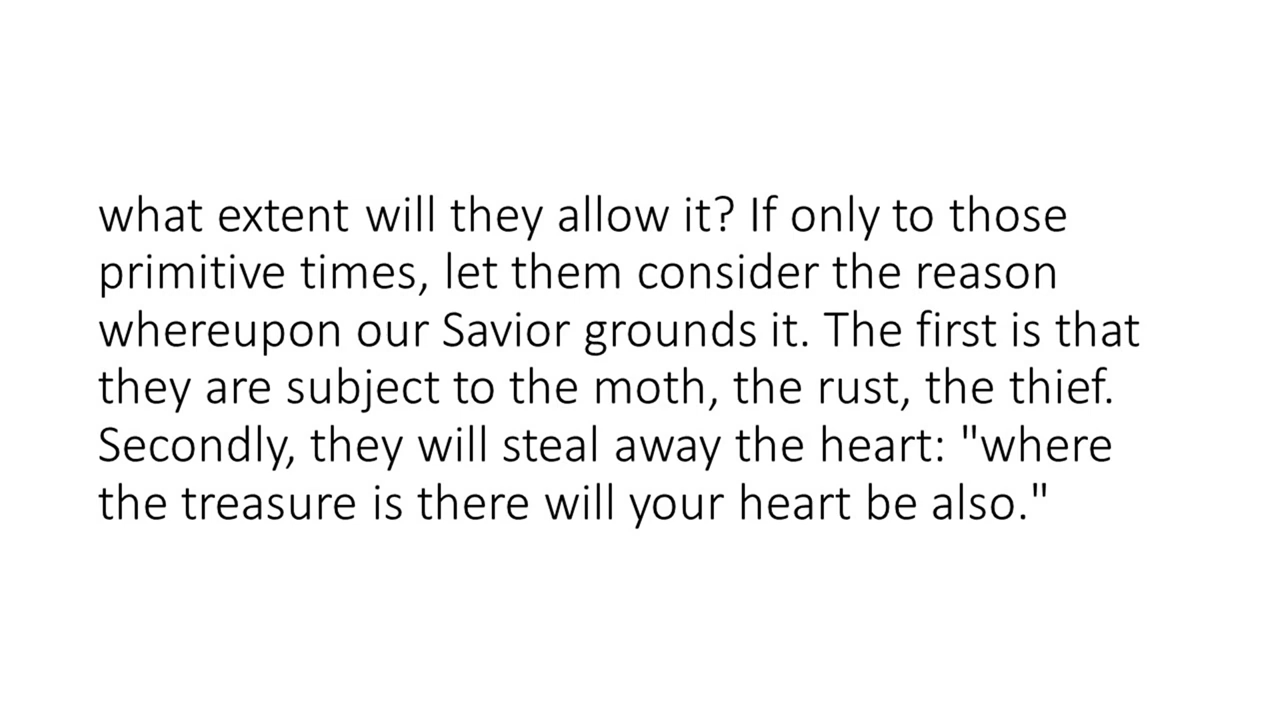 what extent will they allow it? If only to those
primitive times, let them consider the reason
whereupon our Savior grounds it. The first is that
they are subject to the moth, the rust, the thief.
Secondly, they will steal away the heart: "where
the treasure is there will your heart be also."